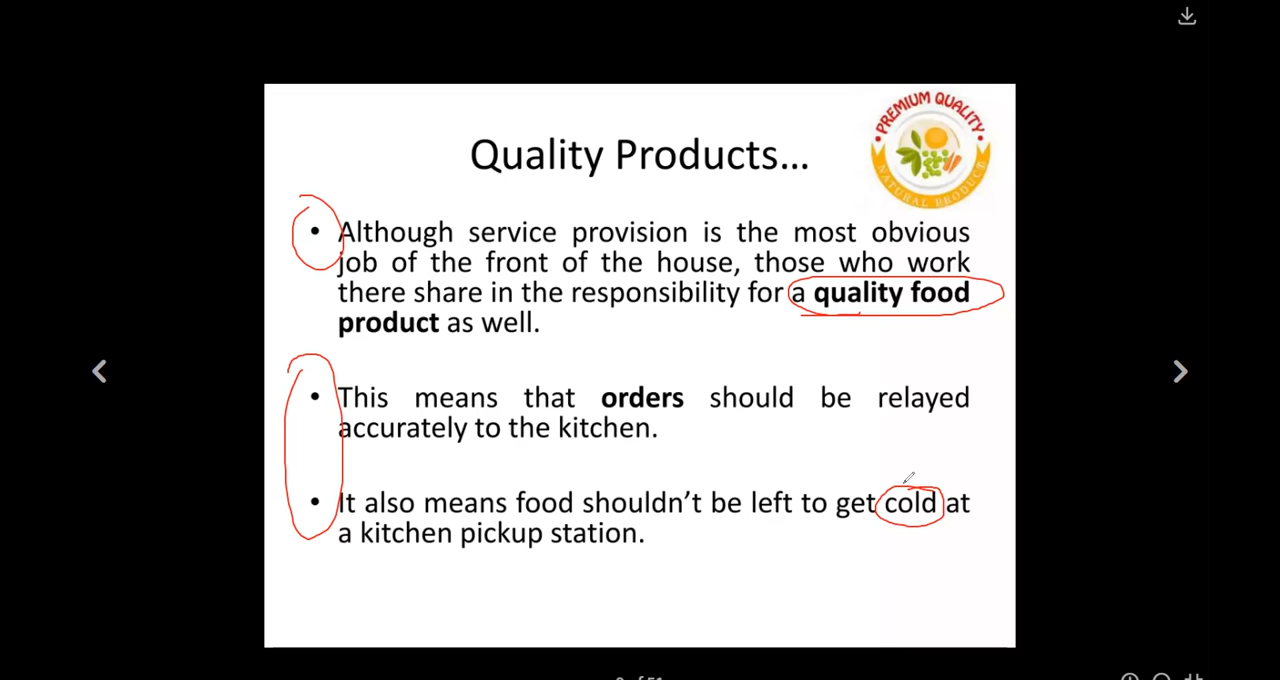 PREMIUM QUALITY
NATURAL PRODUCT
Quality Products…
• Although service provision is the most obvious
job of the front of the house, those who work
there share in the responsibility for a quality food
product as well.
• This means that orders should be relayed
accurately to the kitchen.
• It also means food shouldn’t be left to get cold at
a kitchen pickup station.